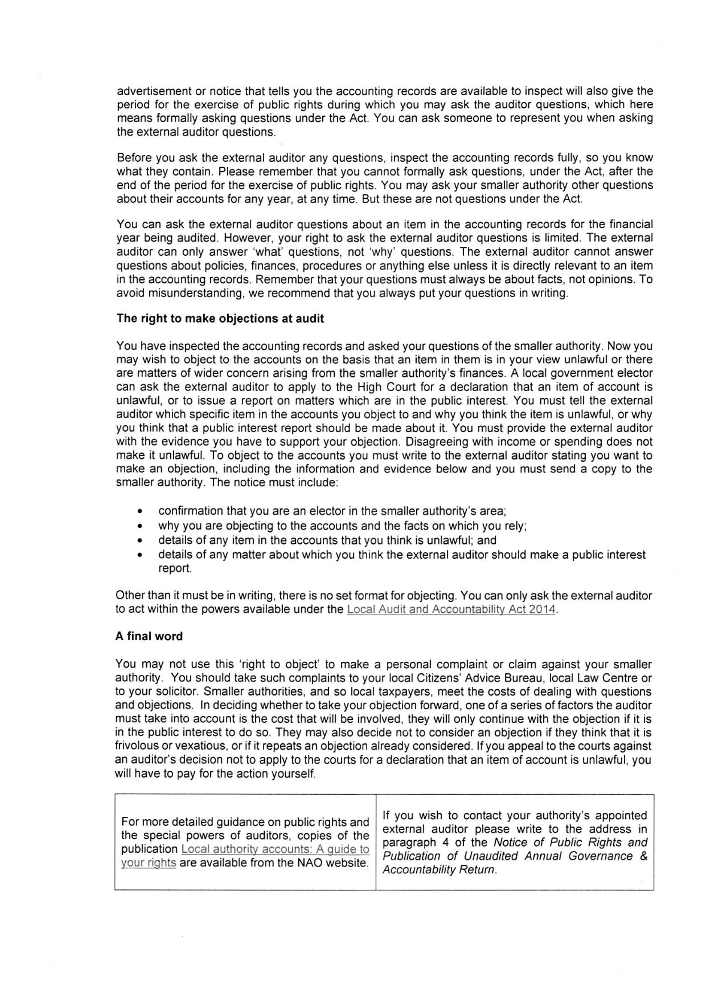 advertisement or notice that tells you the accounting records are available to inspect will also give the
period for the exercise of public rights during which you may ask the auditor questions, which here
means formally asking questions under the Act. You can ask someone to represent you when asking
the external auditor questions.
Before you ask the external auditor any questions, inspect the accounting records fully, so you know
what they contain. Please remember that you cannot formally ask questions, under the Act, after the
end of the period for the exercise of public rights. You may ask your smaller authority other questions
about their accounts for any year, at any time. But these are not questions under the Act.
You can ask the external auditor questions about an item in the accounting records for the financial
year being audited. However, your right to ask the external auditor questions is limited. The external
auditor can only answer ‘what’ questions, not ‘why’ questions. The external auditor cannot answer
questions about policies, finances, procedures or anything else unless it is directly relevant to an item
in the accounting records. Remember that your questions must always be about facts, not opinions. To
avoid misunderstanding, we recommend that you always put your questions in writing.
The right to make objections at audit
You have inspected the accounting records and asked your questions of the smaller authority. Now you
may wish to object to the accounts on the basis that an item in them is in your view unlawful or there
are matters of wider concern arising from the smaller authority's finances. A local government elector
can ask the external auditor to apply to the High Court for a declaration that an item of account is
unlawful, or to issue a report on matters which are in the public interest. You must tell the external
auditor which specific item in the accounts you object to and why you think the item is unlawful, or why
you think that a public interest report should be made about it. You must provide the external auditor
with the evidence you have to support your objection. Disagreeing with income or spending does not
make it unlawful. To object to the accounts you must write to the external auditor stating you want to
make an objection, including the information and evidence below and you must send a copy to the
smaller authority. The notice must include:
• confirmation that you are an elector in the smaller authority's area;
• why you are objecting to the accounts and the facts on which you rely;
• details of any item in the accounts that you think is unlawful; and
• details of any matter about which you think the external auditor should make a public interest
report.
Other than it must be in writing, there is no set format for objecting. You can only ask the external auditor
to act within the powers available under the Local Audit and Accountability Act 2014.
A final word
You may not use this ‘right to object’ to make a personal complaint or claim against your smaller
authority. You should take such complaints to your local Citizens' Advice Bureau, local Law Centre or
to your solicitor. Smaller authorities, and so local taxpayers, meet the costs of dealing with questions
and objections. In deciding whether to take your objection forward, one of a series of factors the auditor
must take into account is the cost that will be involved, they will only continue with the objection if it is
in the public interest to do so. They may also decide not to consider an objection if they think that it is
frivolous or vexatious, or if it repeats an objection already considered. If you appeal to the courts against
an auditor's decision not to apply to the courts for a declaration that an item of account is unlawful, you
will have to pay for the action yourself.
For more detailed guidance on public rights and
the special powers of auditors, copies of the
publication Local authority accounts: A guide to
your rights are available from the NAO website.
If you wish to contact your authority's appointed
external auditor please write to the address in
paragraph 4 of the Notice of Public Rights and
Publication of Unaudited Annual Governance &
Accountability Return.